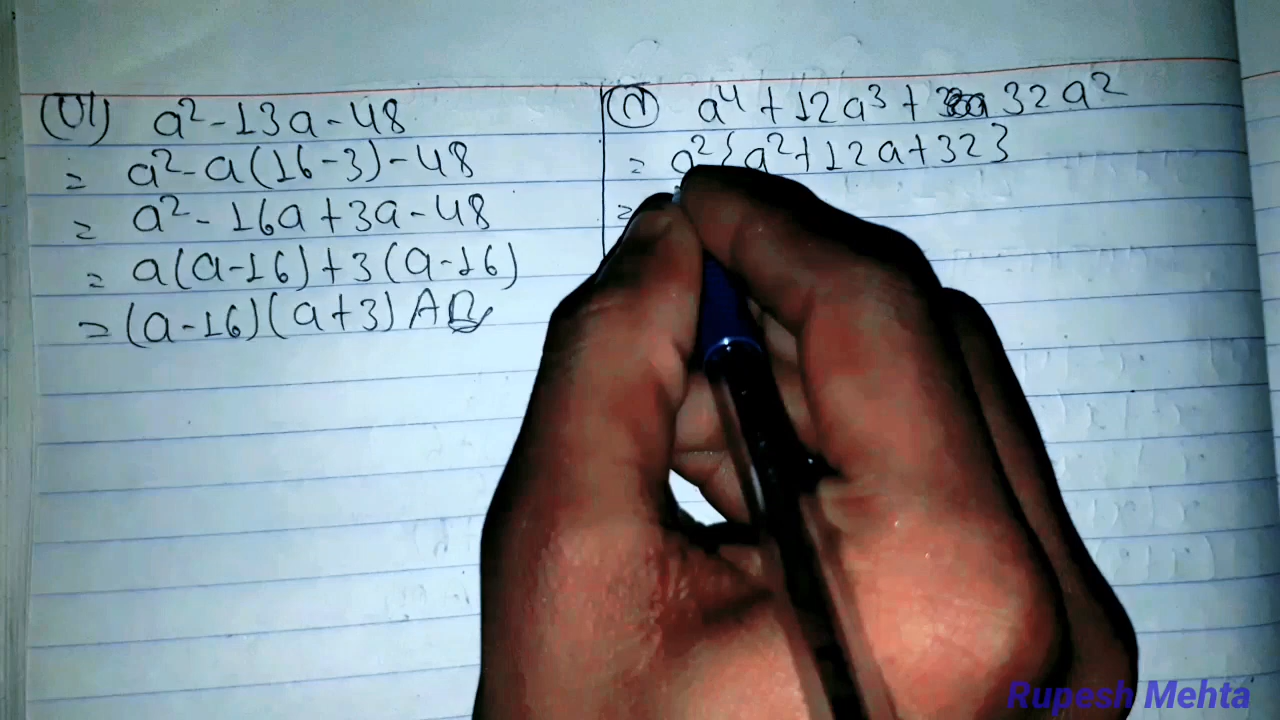 (vi) a²-13a-48
= a²-a(16-3)-48
= a²-16a+3a-48
= a(a-16)+3(a-16)
=(a-16)(a+3)
a⁴+12a³+32a²
= a²{a²+12a+32}
=
Rupesh Mehta